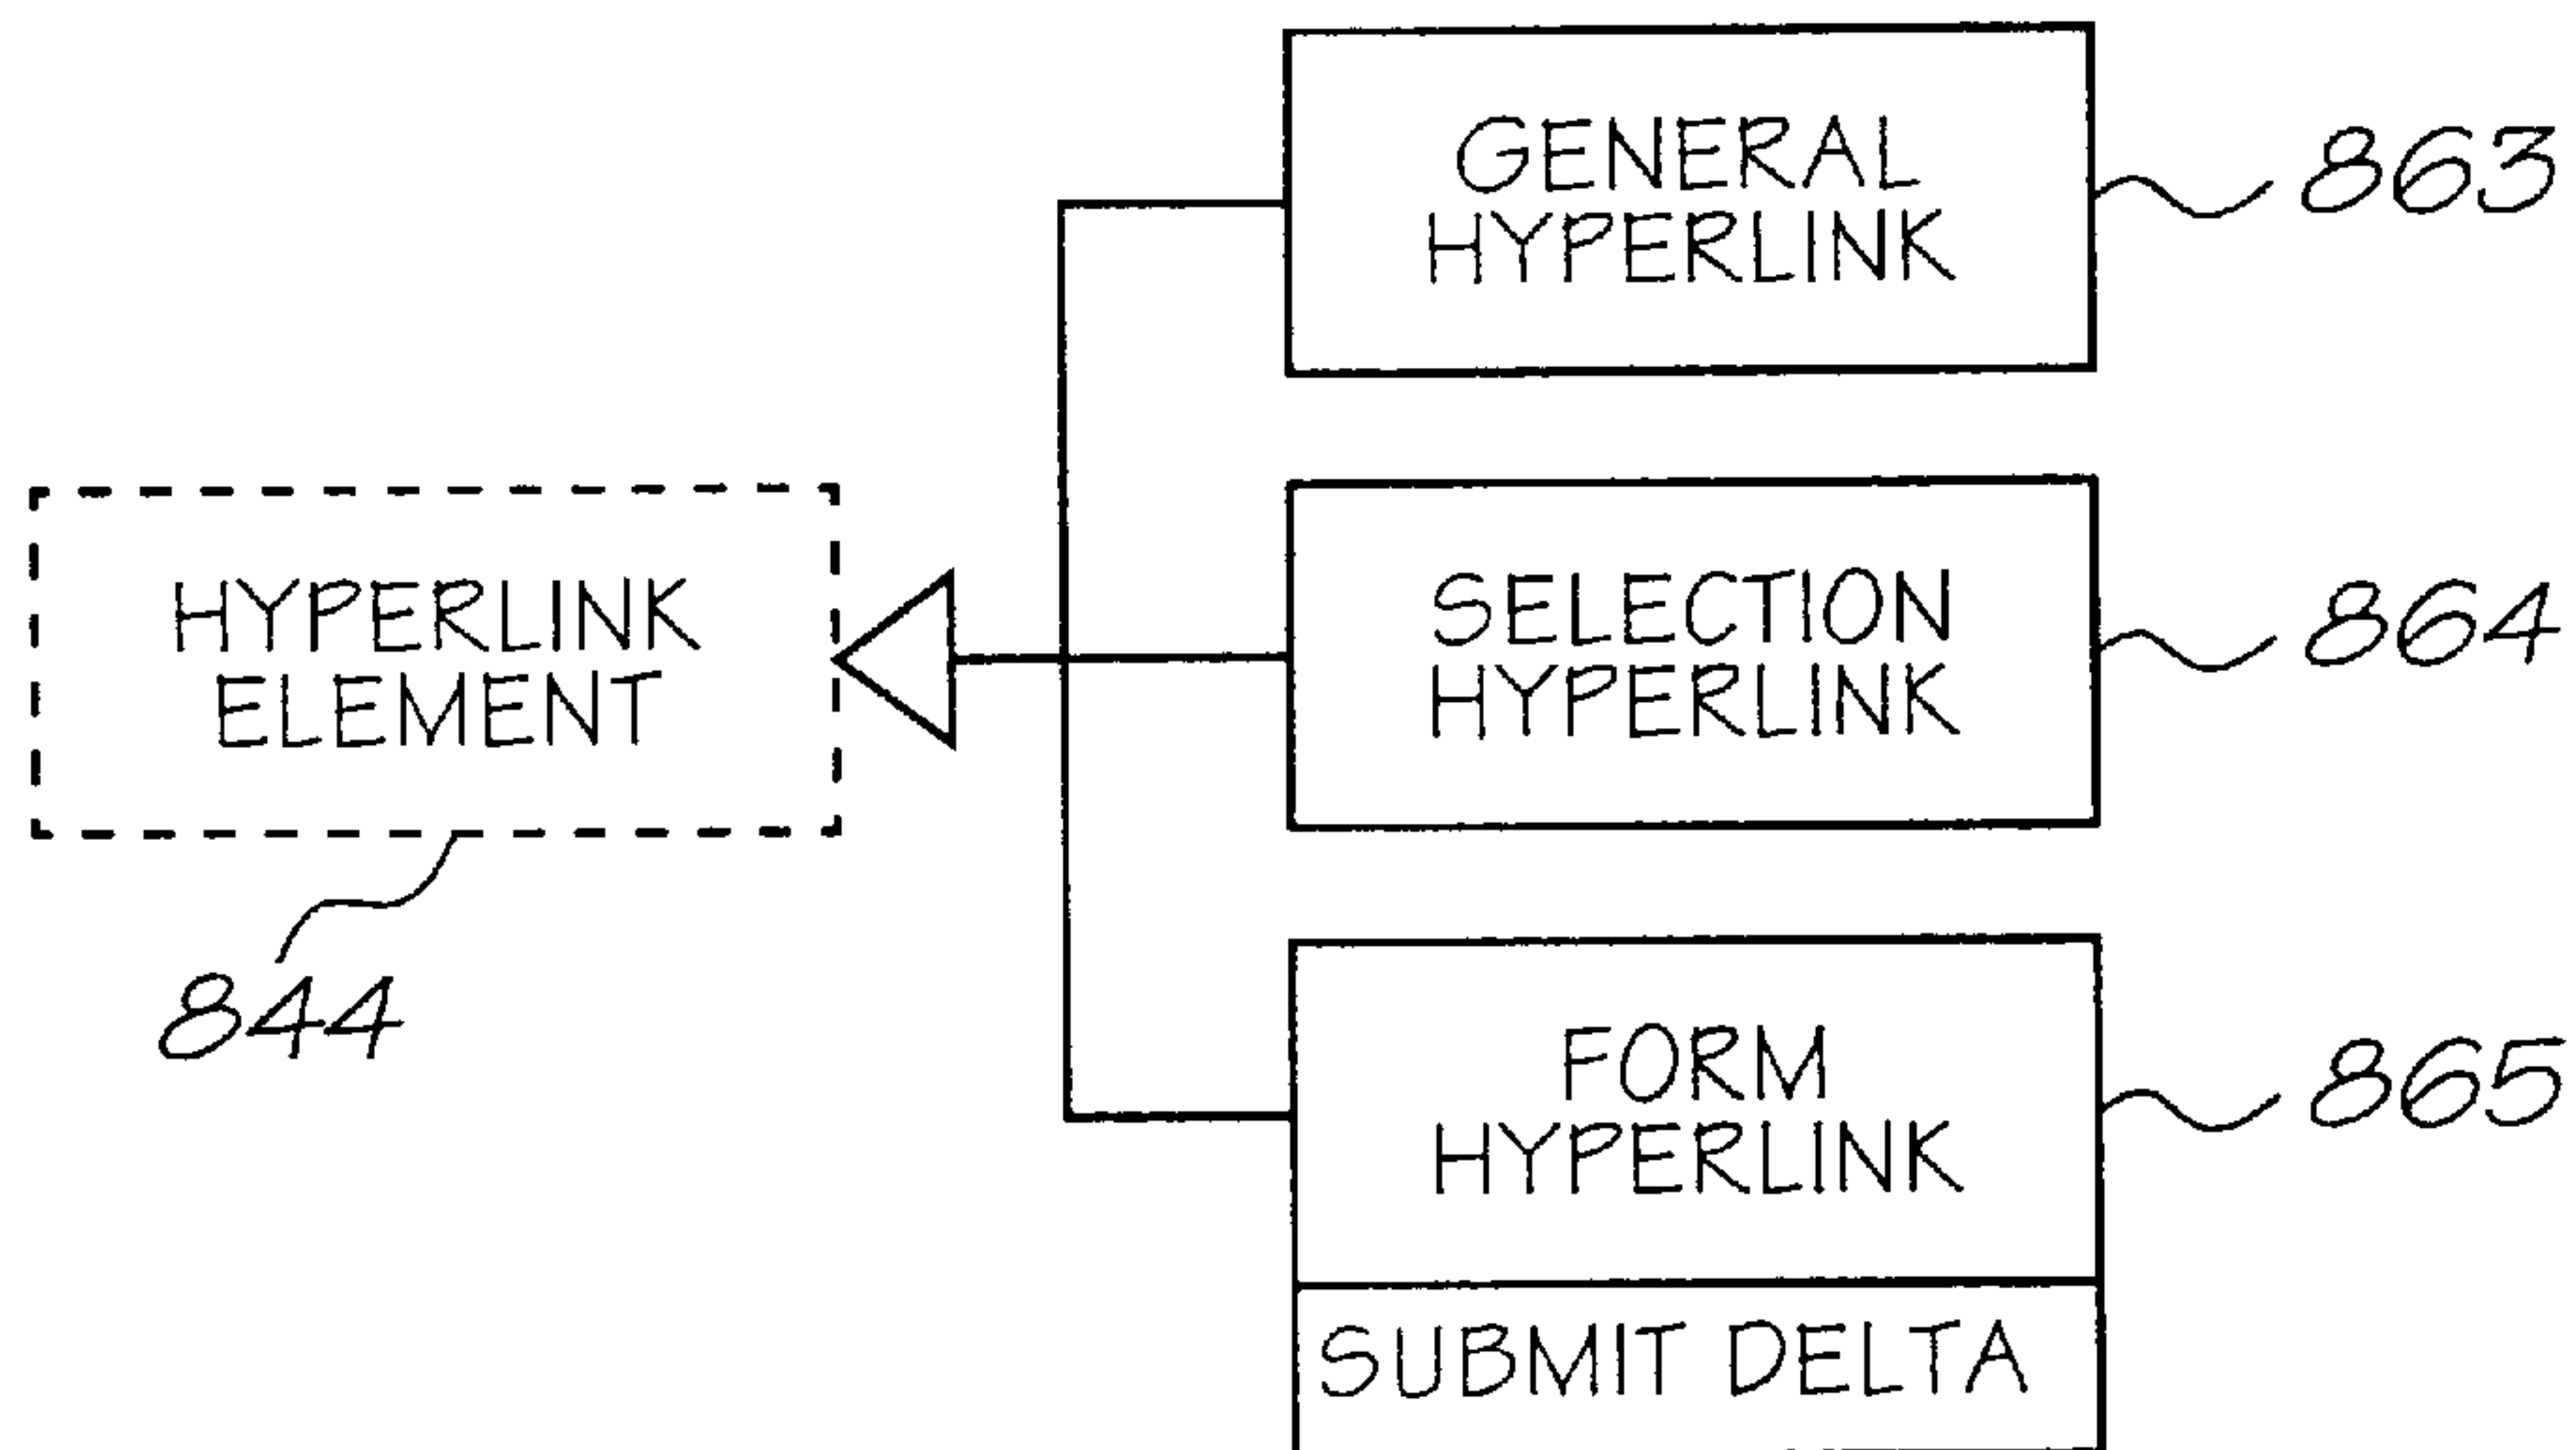 GENERAL
HYPERLINK
863
HYPERLINK
ELEMENT
844
SELECTION
HYPERLINK
864
FORM
HYPERLINK
865
SUBMIT DELTA